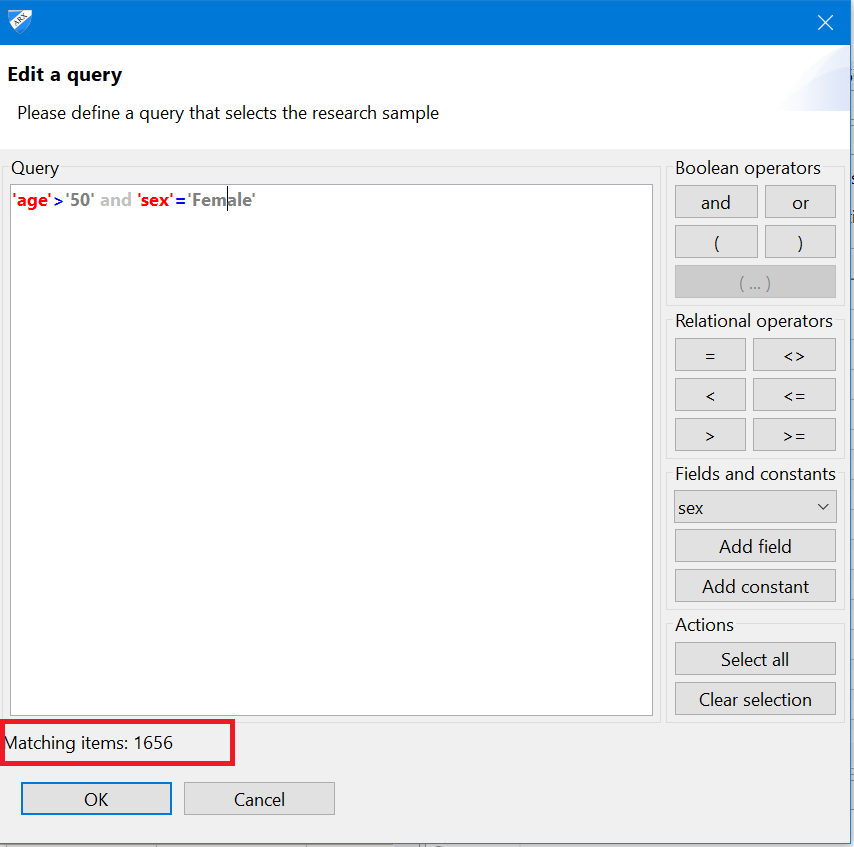 ARX
Edit a query
Please define a query that selects the research sample
Query
'age'>'50' and 'sex'='Female'
Boolean operators
and
or
(
)
( ... )
Relational operators
=
<>
<
<=
>
>=
Fields and constants
sex
Add field
Add constant
Actions
Select all
Clear selection
Matching items: 1656
OK
Cancel